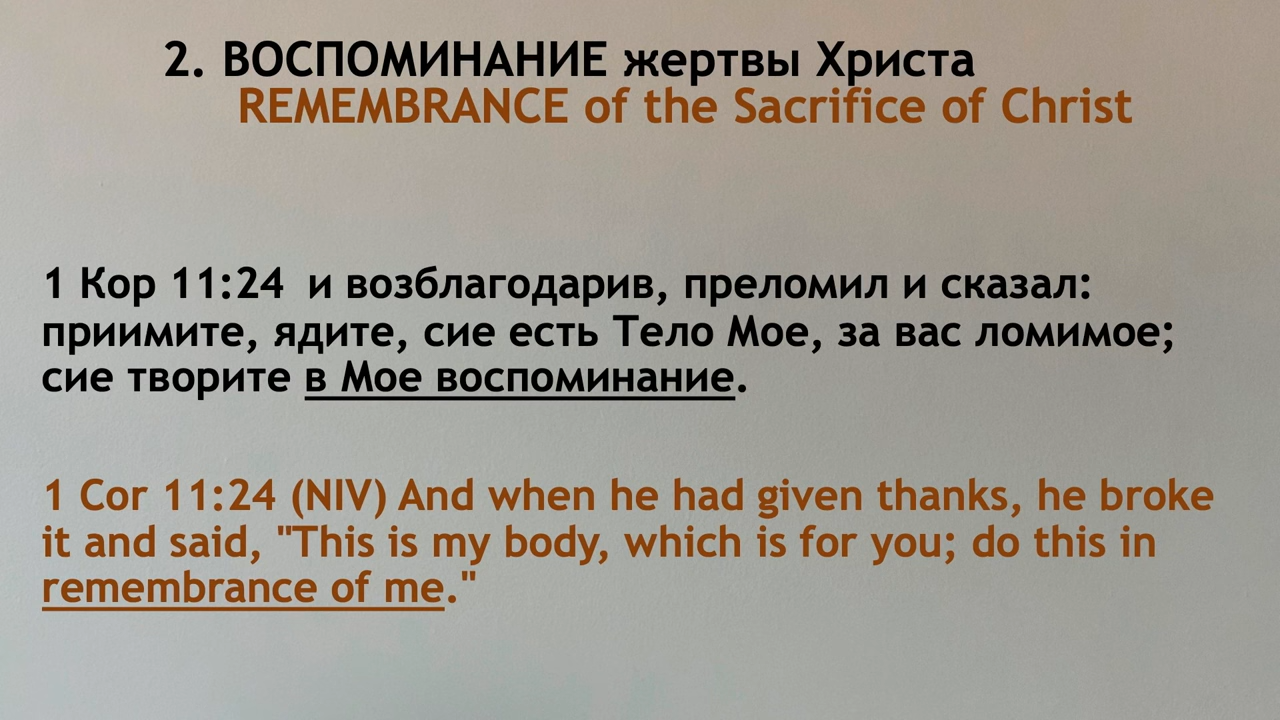 2. ВОСПОМИНАНИЕ жертвы Христа
REMEMBRANCE of the Sacrifice of Christ
1 Кор 11:24 и возблагодарив, преломил и сказал:
приимите, ядите, сие есть Тело Мое, за вас ломимое;
сие творите в Мое воспоминание.
1 Cor 11:24 (NIV) And when he had given thanks, he broke
it and said, "This is my body, which is for you; do this in
remembrance of me."